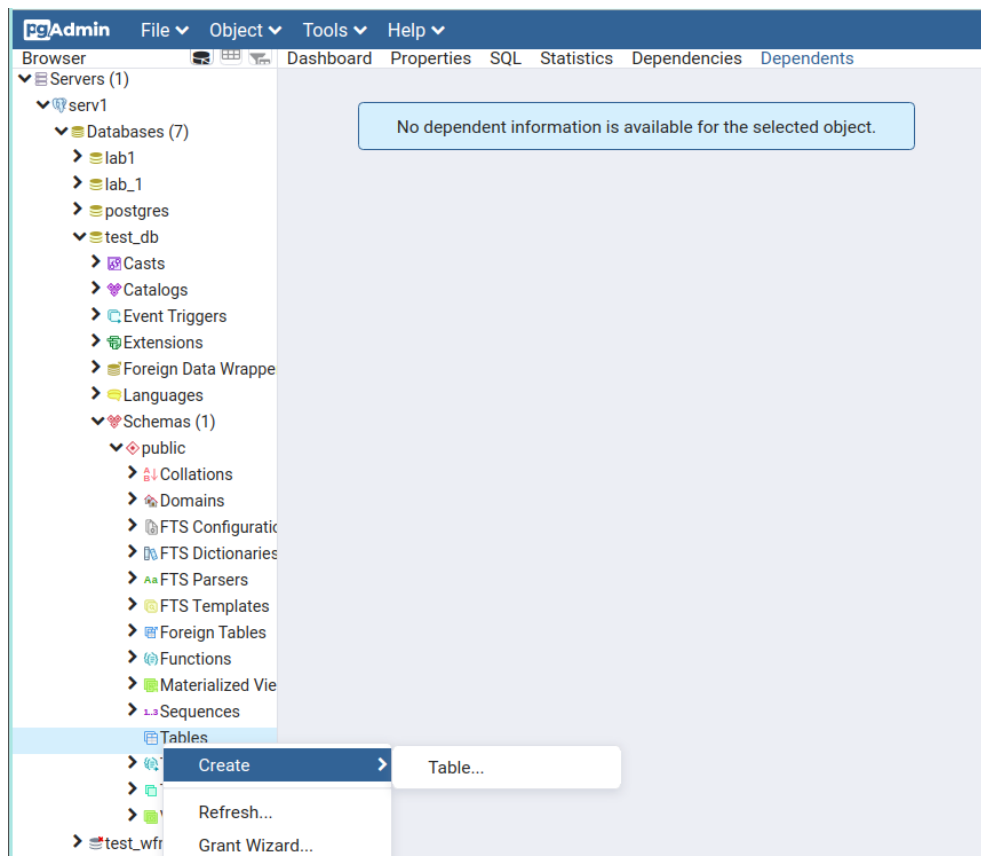 pgAdmin File Object Tools Help
Browser Dashboard Properties SQL Statistics Dependencies Dependents
Servers (1)
No dependent information is available for the selected object.
serv1
Databases (7)
lab1
lab_1
postgres
test_db
Casts
Catalogs
Event Triggers
Extensions
Foreign Data Wrappe
Languages
Schemas (1)
public
Collations
Domains
FTS Configuratic
FTS Dictionaries
FTS Parsers
FTS Templates
Foreign Tables
Functions
Materialized Vie
1..3 Sequences
Tables
Create Table...
Refresh...
test_wfr Grant Wizard...